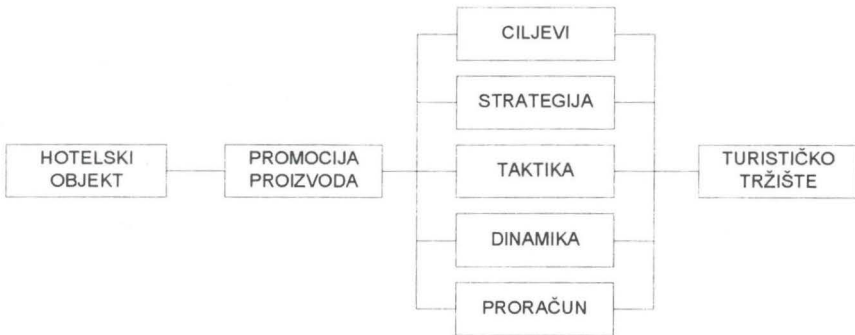 HOTELSKI
OBJEKT
PROMOCIJA
PROIZVODA
CILJEVI
STRATEGIJA
TAKTIKA
DINAMIKA
PRORAČUN
TURISTIČKO
TRŽIŠTE